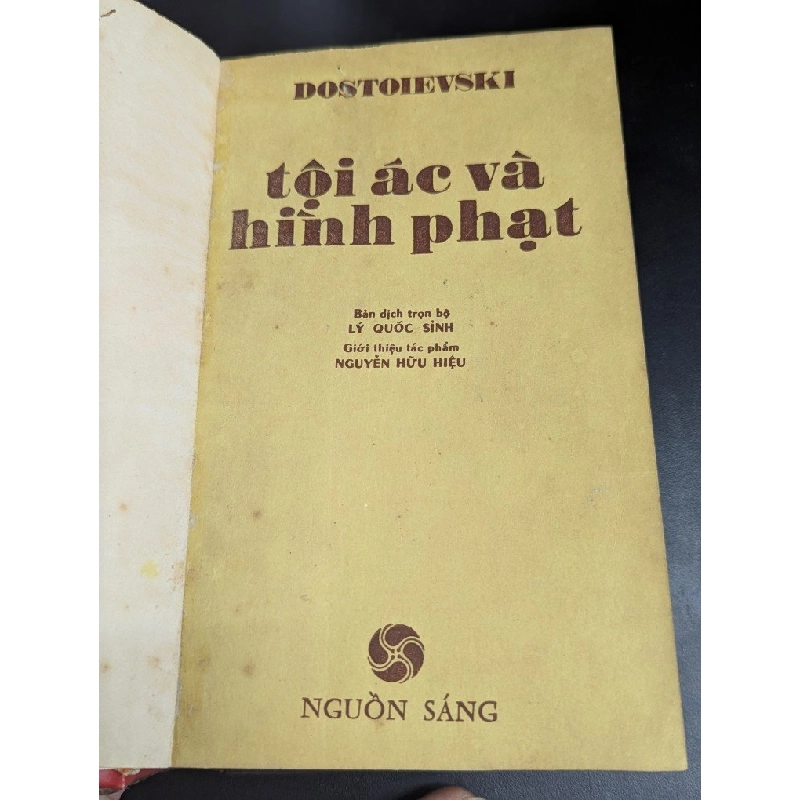 DOSTOIEVSKI
tội ác và
hình phạt
Bản dịch trọn bộ
LÝ QUỐC SỈNH
Giới thiệu tác phẩm
NGUYỄN HỮU HIỆU
NGUỒN SÁNG